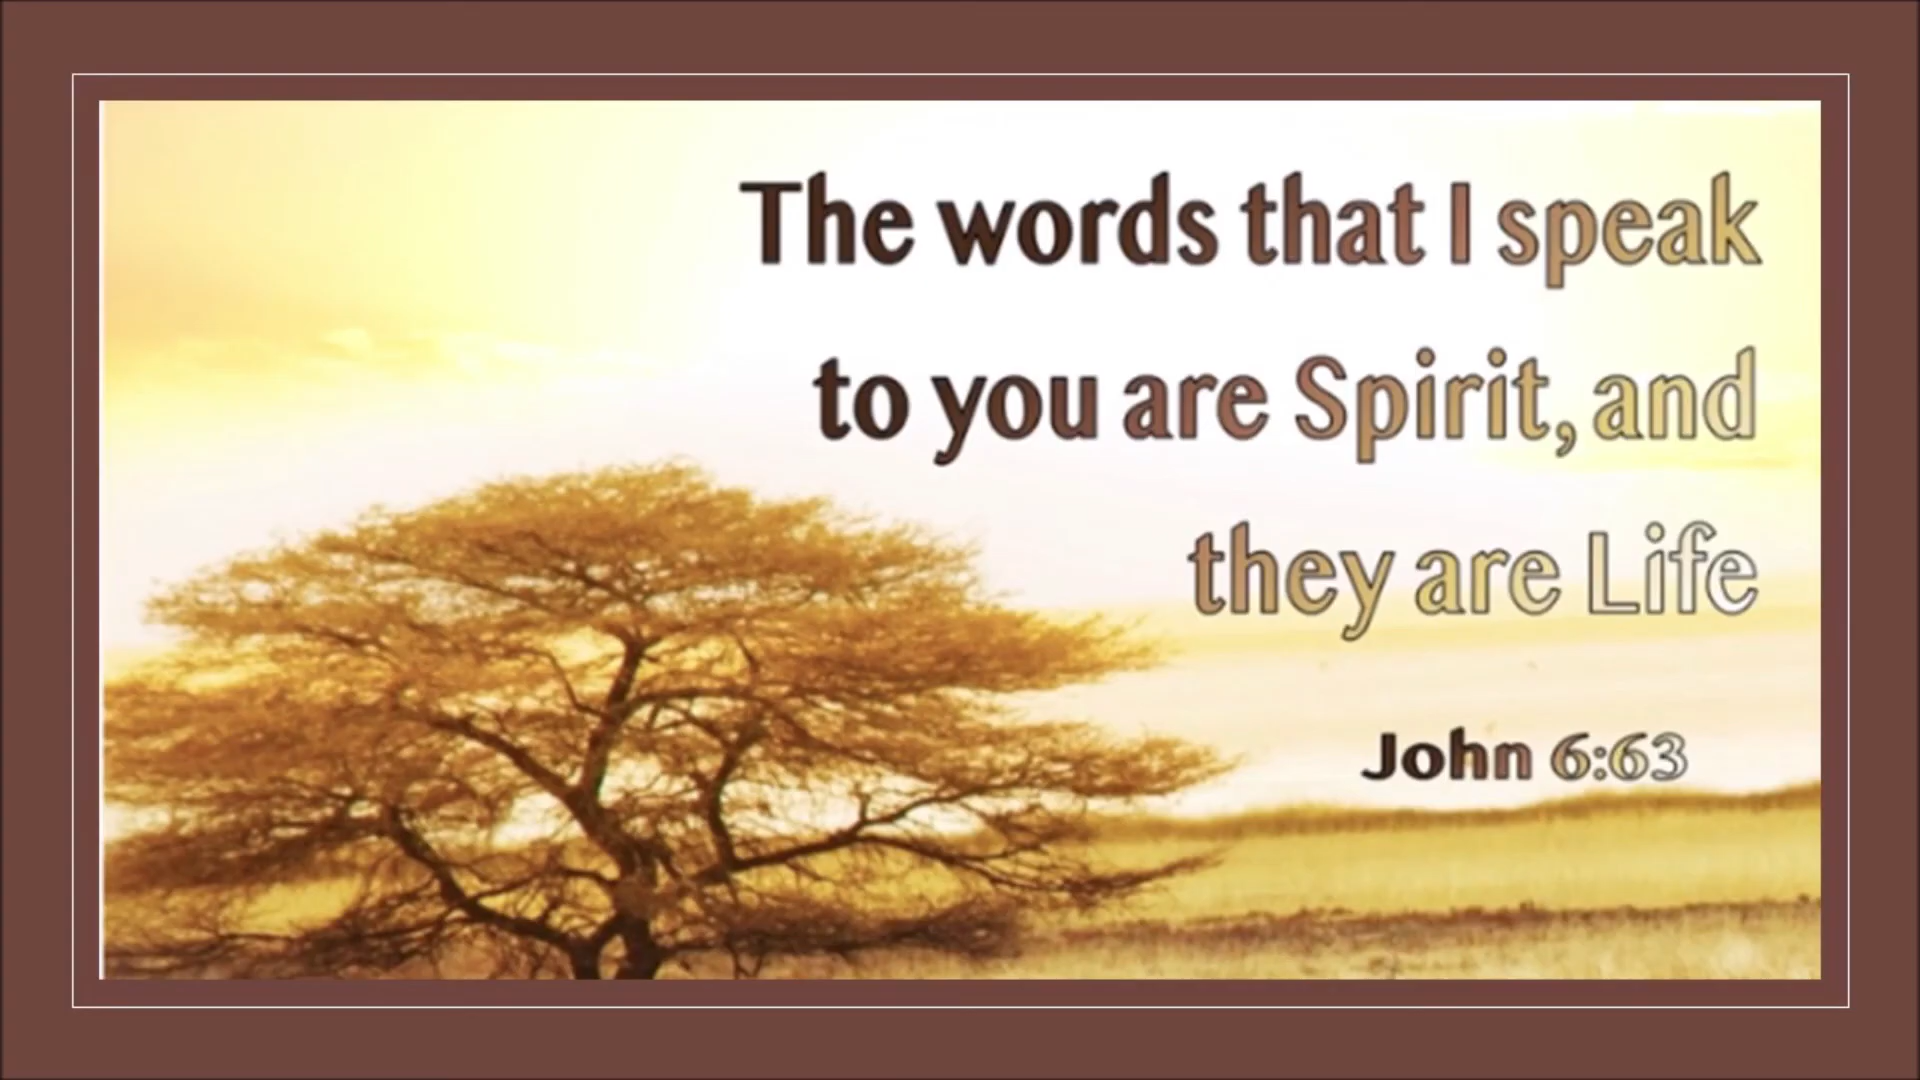 The words that I speak
to you are Spirit, and
they are Life
John 6:63